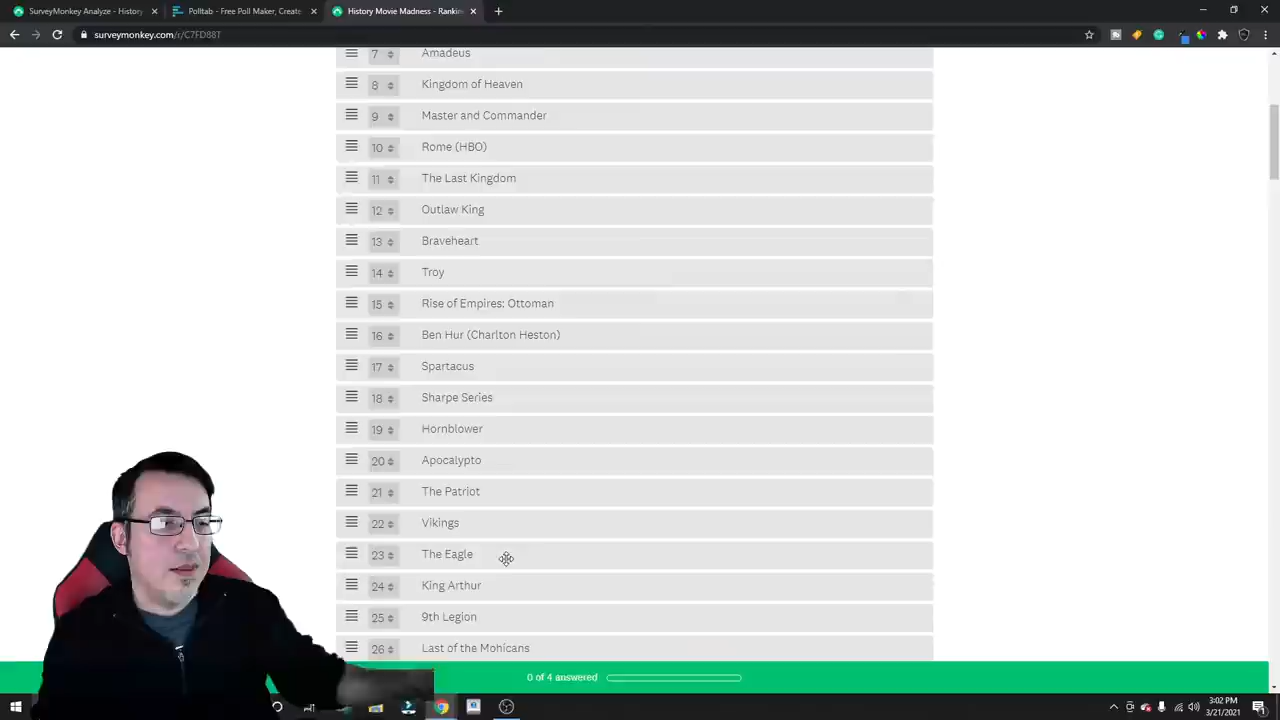 SurveyMonkey Analyze - History
Polltab - Free Poll Maker, Create
History Movie Madness - Rankin
surveymonkey.com/r/C7FD88T
7 Amadeus
8 Kingdom of Heaven
9 Master and Commander
10 Rome (HBO)
11 The Last Kingdom
12 Outlaw King
13 Braveheart
14 Troy
15 Rise of Empires: Ottoman
16 Ben Hur (Charlton Heston)
17 Spartacus
18 Sharpe Series
19 Hornblower
20 Apocalypto
21 The Patriot
22 Vikings
23 The Eagle
24 King Arthur
25 9th Legion
26 Last of the Mohicans
0 of 4 answered
3:02 PM
3/21/2021